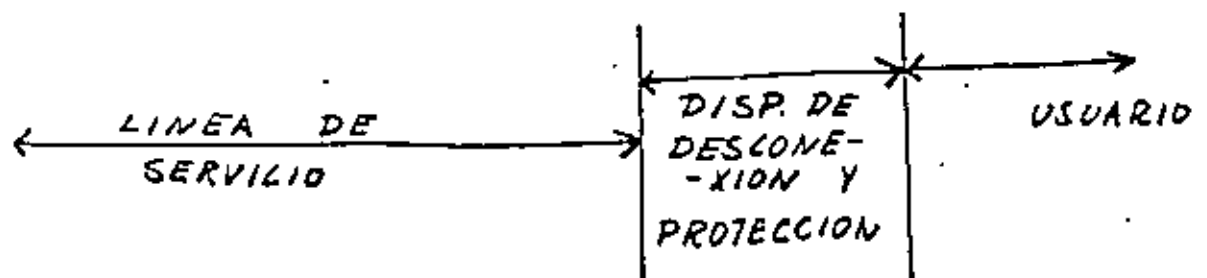 LINEA DE
SERVICIO
DISP. DE
DESCONE-
-XION Y
PROTECCION
USUARIO